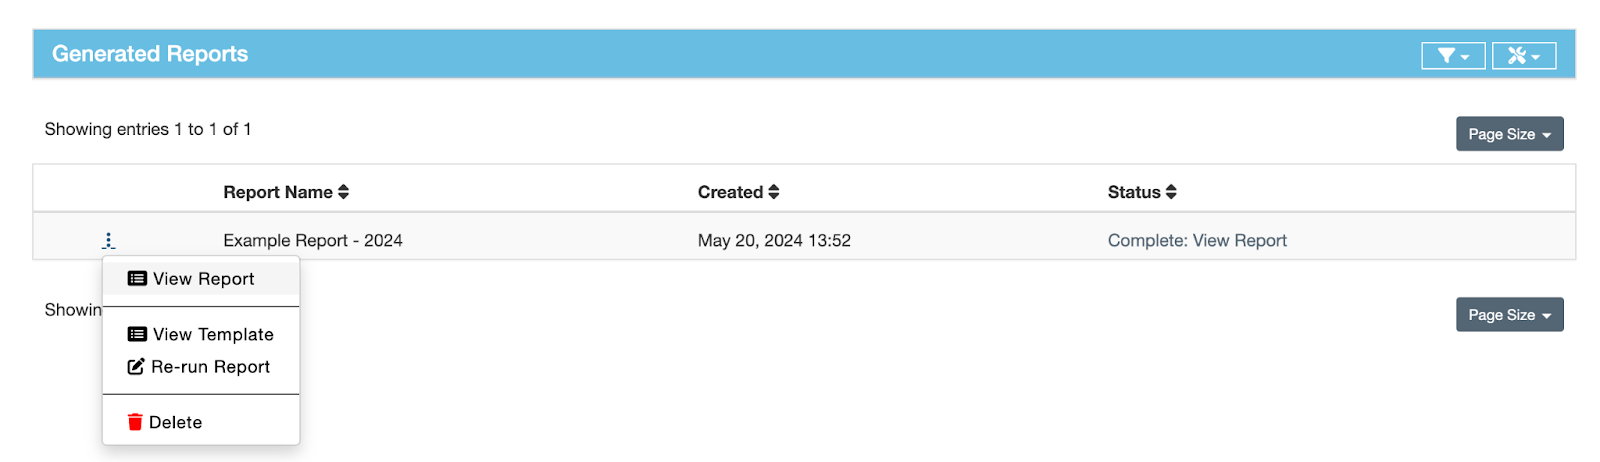 Generated Reports
Showing entries 1 to 1 of 1
Page Size
Report Name Created Status
Example Report - 2024 May 20, 2024 13:52 Complete: View Report
View Report
Showin
Page Size
View Template
Re-run Report
Delete